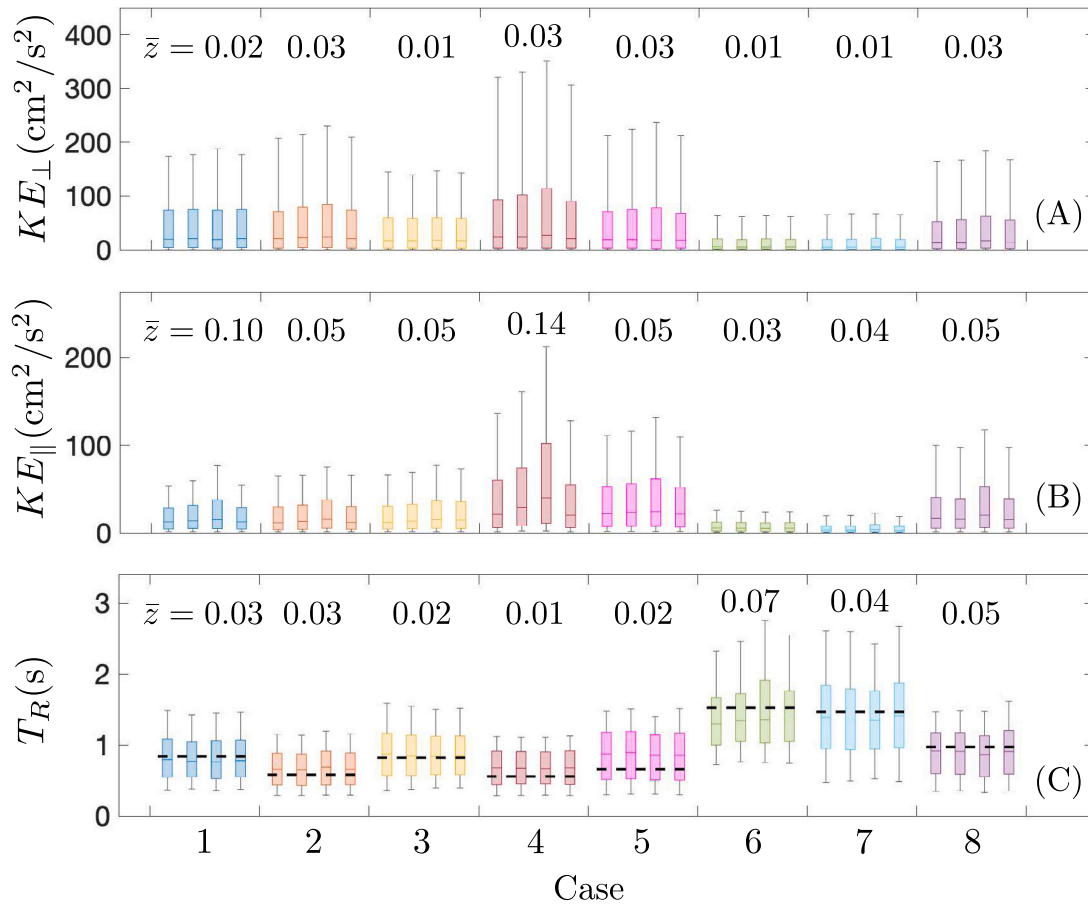 KE⊥(cm²/s²)
400
300
200
100
0
z̄ = 0.02 0.03 0.01 0.03 0.03 0.01 0.01 0.03
(A)
KE∥(cm²/s²)
200
100
0
z̄ = 0.10 0.05 0.05 0.14 0.05 0.03 0.04 0.05
(B)
T_R(s)
3
2
1
0
z̄ = 0.03 0.03 0.02 0.01 0.02 0.07 0.04 0.05
(C)
1 2 3 4 5 6 7 8
Case